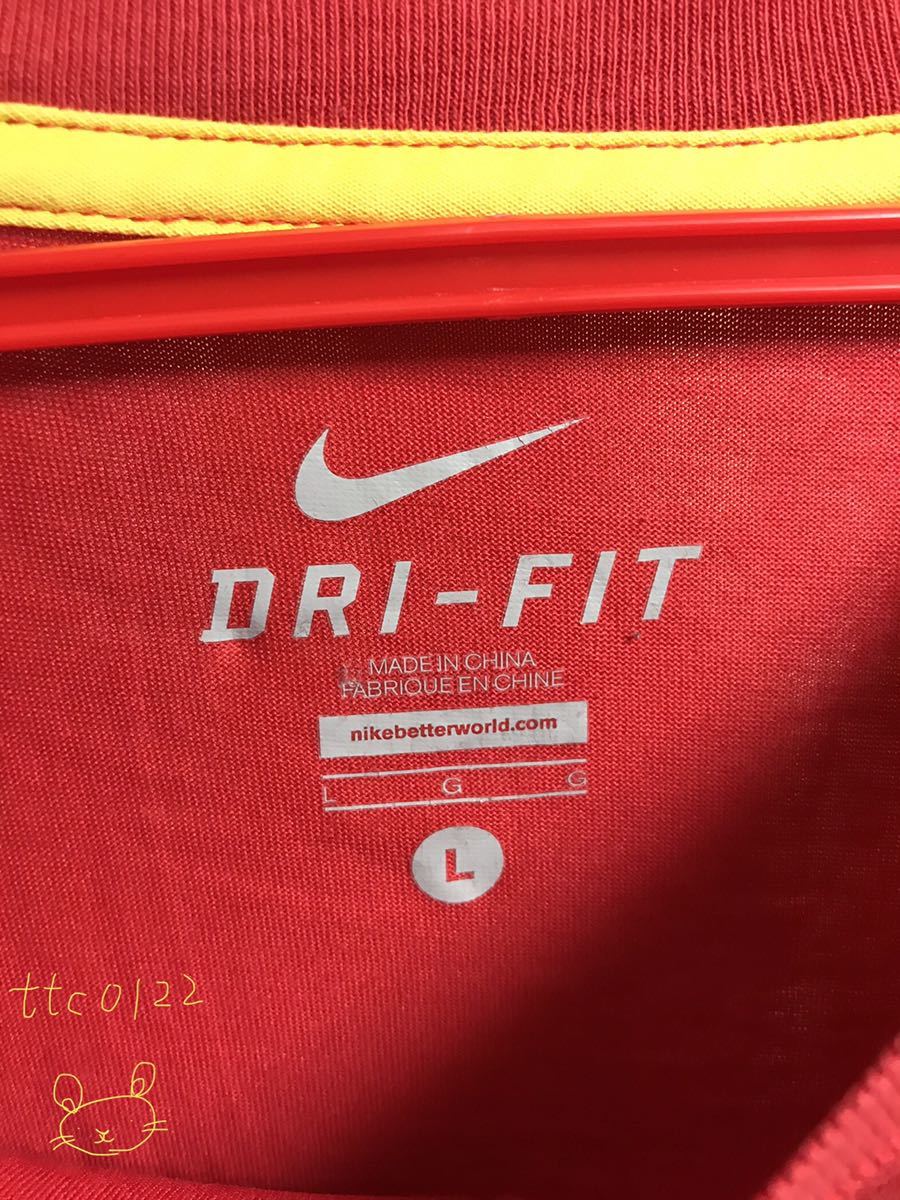 DRI-FIT
MADE IN CHINA
FABRIQUE EN CHINE
nikebetterworld.com
L G G
L
ttc0122